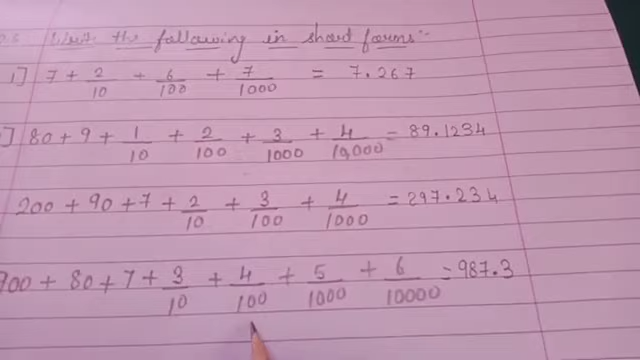 Write the following in short forms:-
1] 7 + 2/10 + 6/100 + 7/1000 = 7.267
] 80 + 9 + 1/10 + 2/100 + 3/1000 + 4/10,000 = 89.1234
200 + 90 + 7 + 2/10 + 3/100 + 4/1000 = 297.234
900 + 80 + 7 + 3/10 + 4/100 + 5/1000 + 6/10000 = 987.3